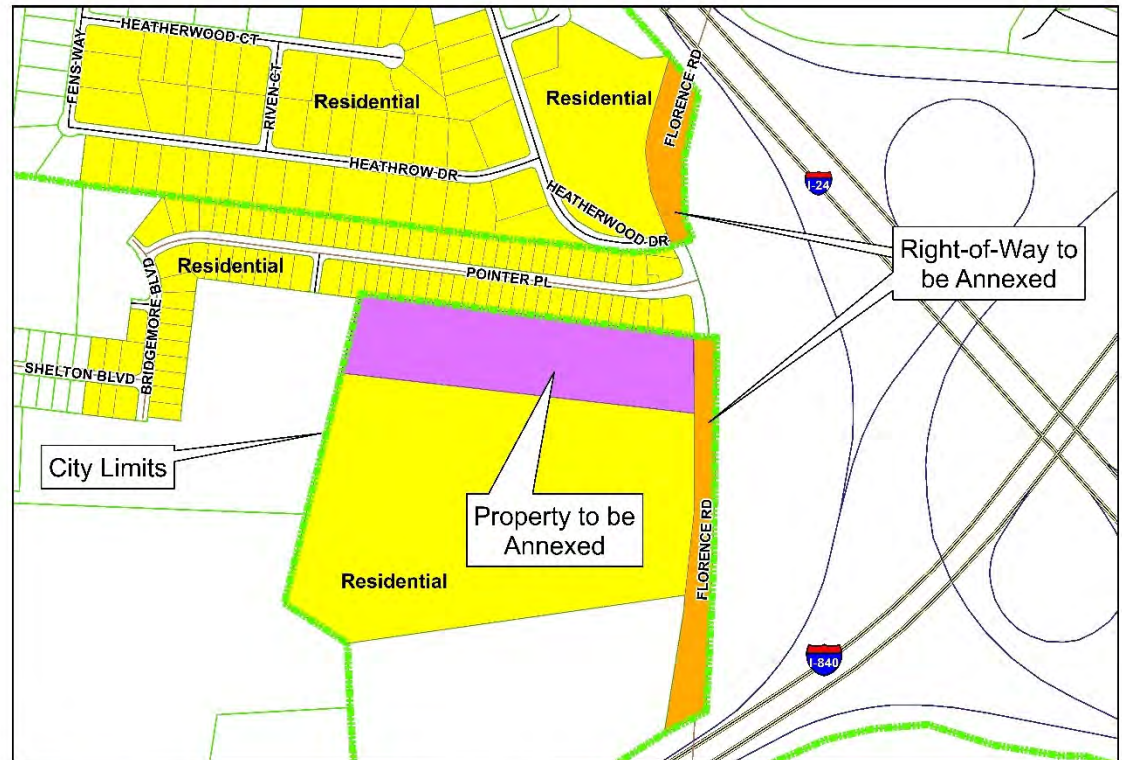 HEATHERWOOD CT
FENS WAY
RIVEN CT
Residential
Residential
FLORENCE RD
HEATHROW DR
I-24
HEATHERWOOD DR
Right-of-Way to
be Annexed
Residential
POINTER PL
BRIDGEMORE BLVD
SHELTON BLVD
City Limits
Property to be
Annexed
FLORENCE RD
Residential
I-840